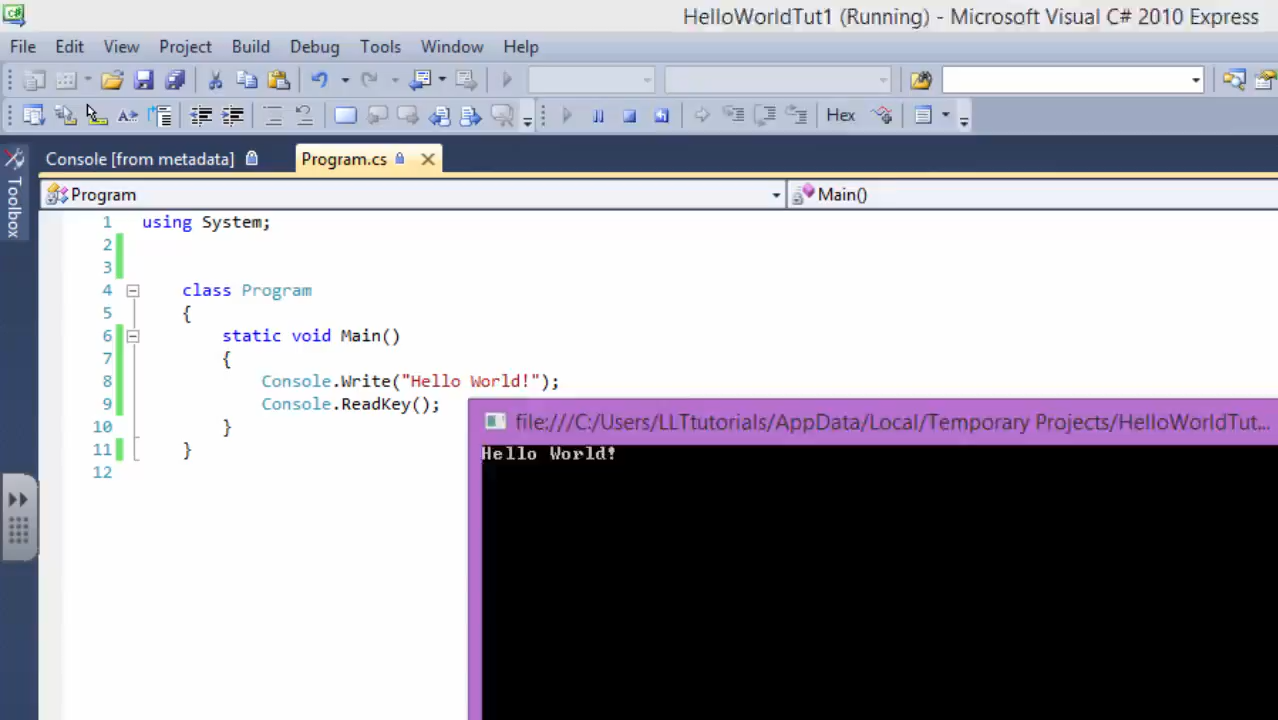 C#
HelloWorldTut1 (Running) - Microsoft Visual C# 2010 Express
File Edit View Project Build Debug Tools Window Help
Hex
Toolbox
Console [from metadata] Program.cs
Program Main()
1 using System;
2
3
4 class Program
5 {
6 static void Main()
7 {
8 Console.Write("Hello World!");
9 Console.ReadKey();
10 }
11 }
12
file:///C:/Users/LLTtutorials/AppData/Local/Temporary Projects/HelloWorldTut...
Hello World!